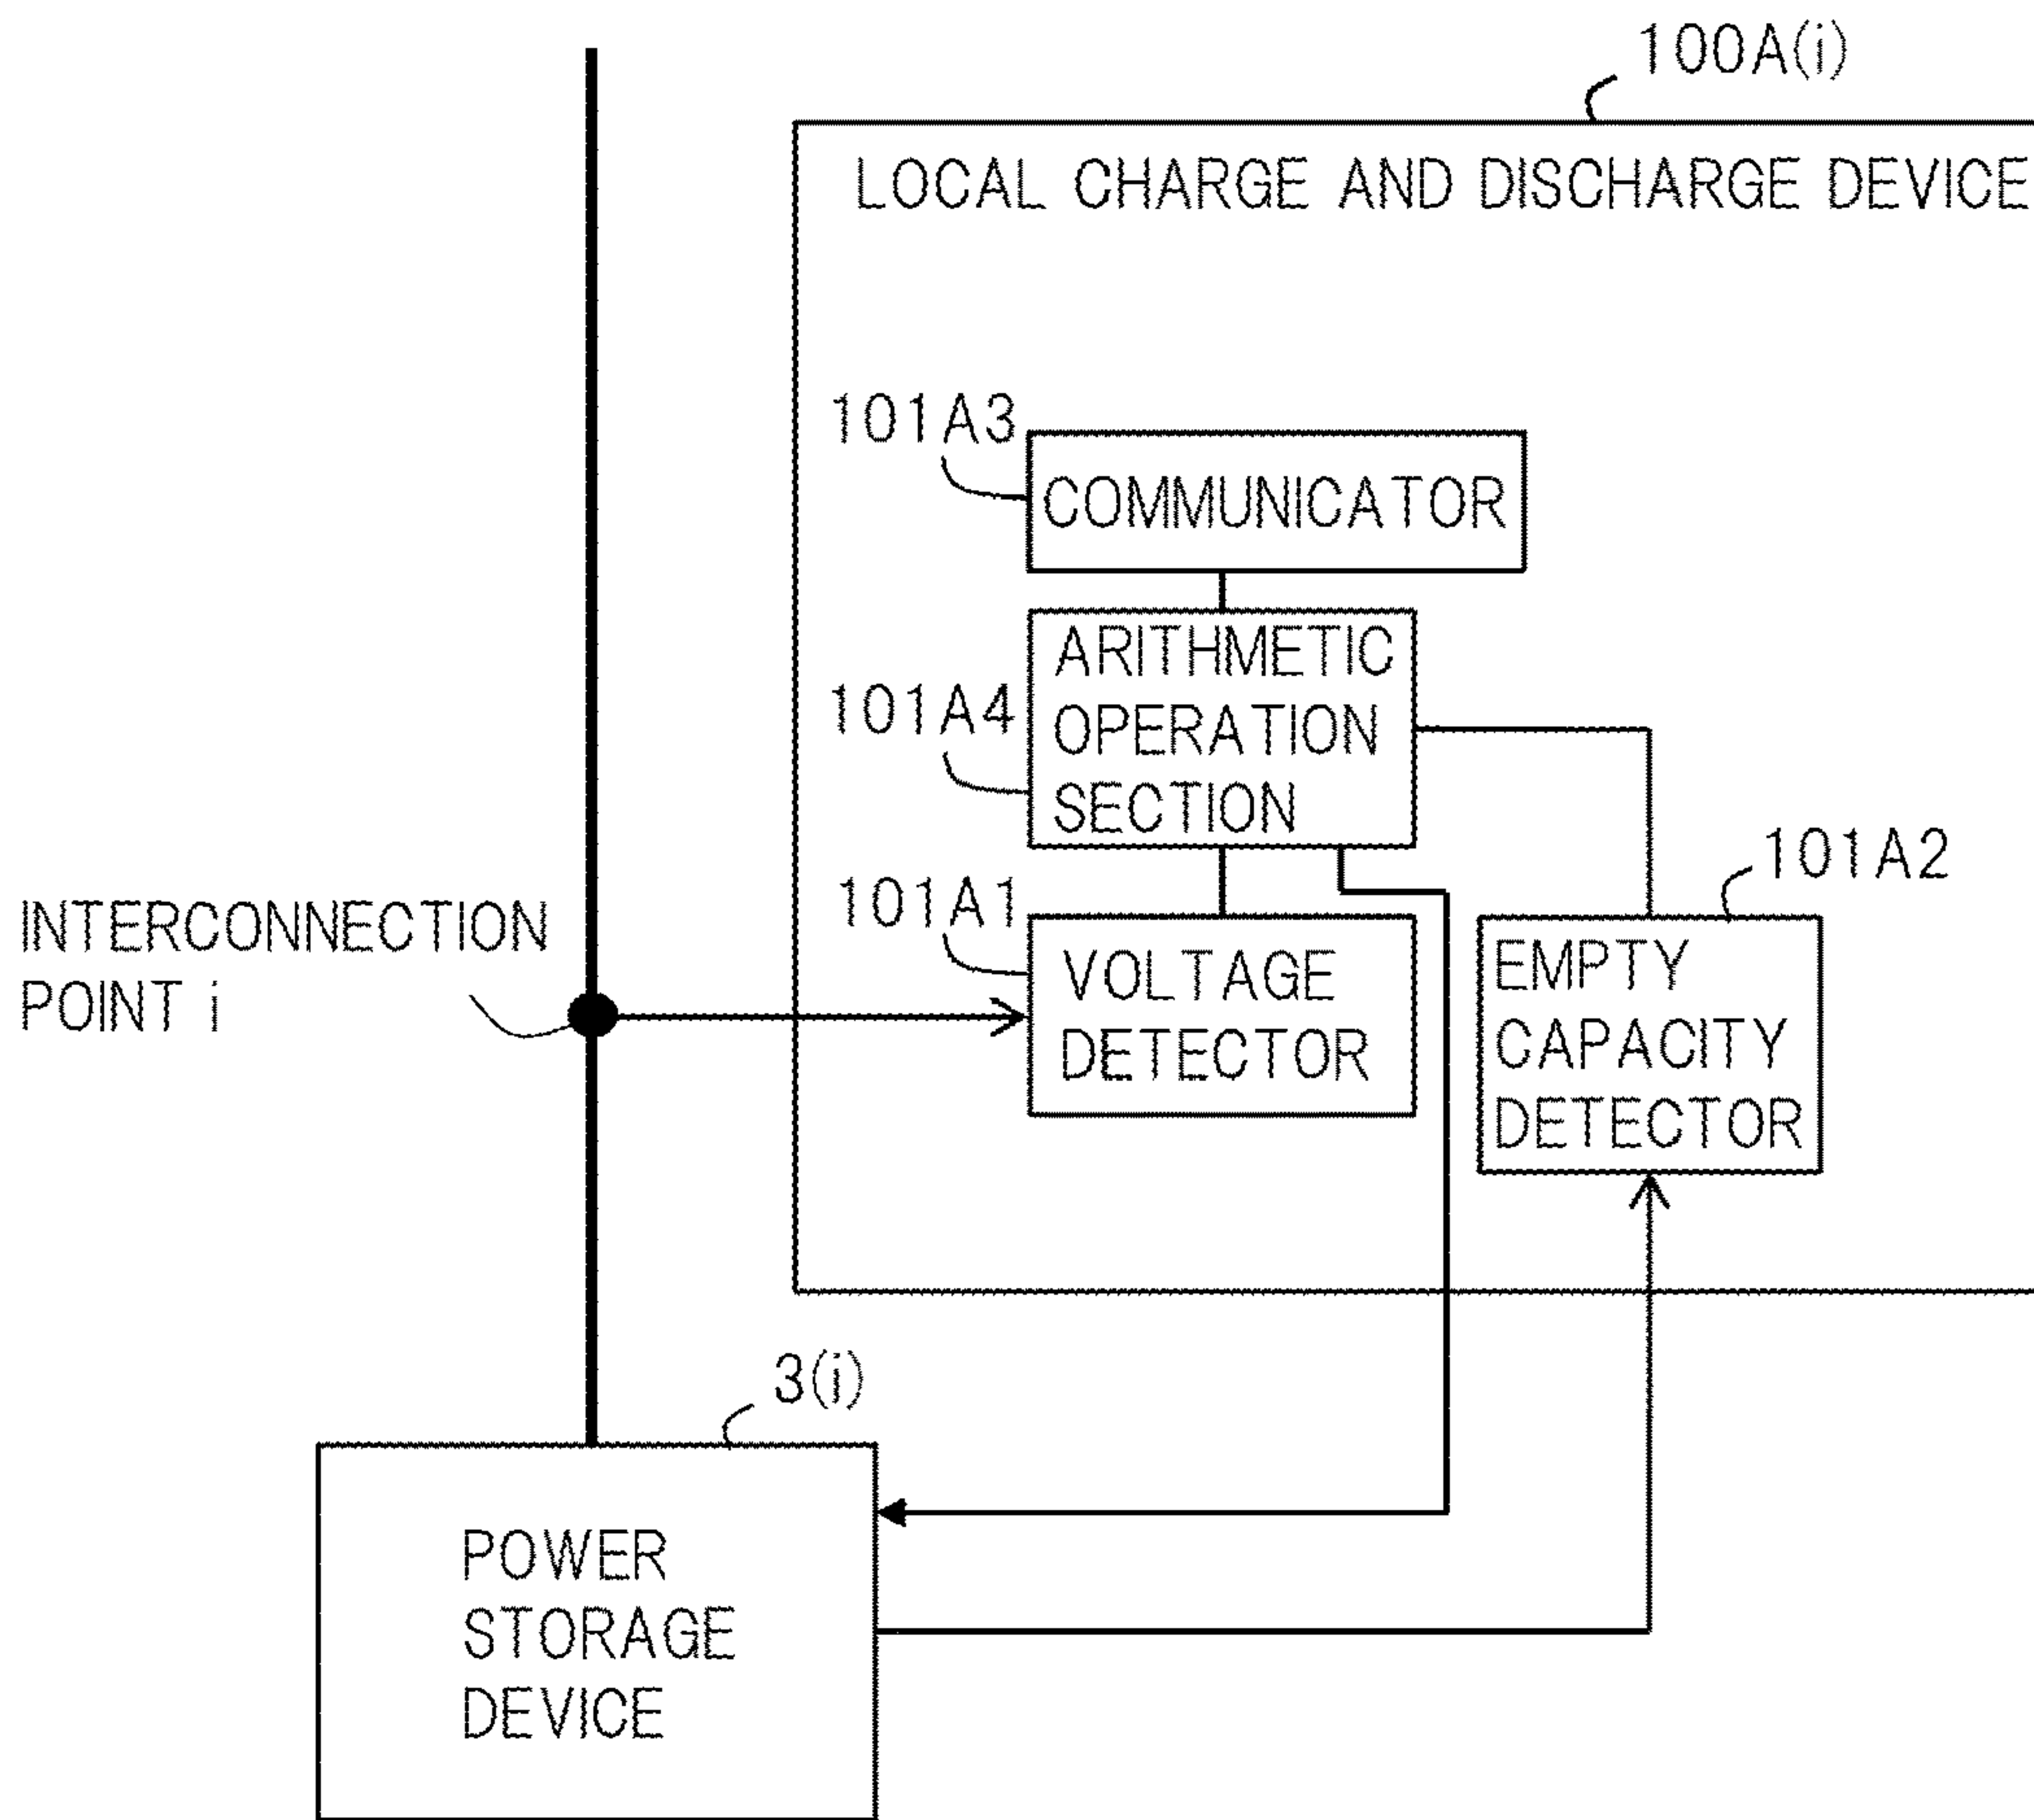 100A(i)
LOCAL CHARGE AND DISCHARGE DEVICE
101A3
COMMUNICATOR
ARITHMETIC
OPERATION
SECTION
101A4
101A2
101A1
VOLTAGE
DETECTOR
EMPTY
CAPACITY
DETECTOR
INTERCONNECTION
POINT i
3(i)
POWER
STORAGE
DEVICE